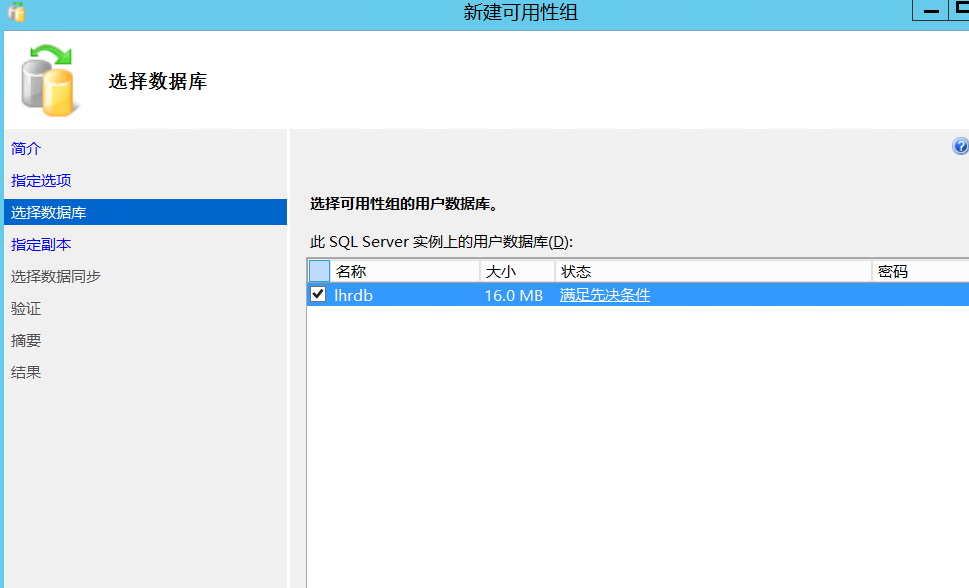 新建可用性组
选择数据库
简介
指定选项
选择数据库
指定副本
选择数据同步
验证
摘要
结果
选择可用性组的用户数据库。
此 SQL Server 实例上的用户数据库(D):
名称 大小 状态 密码
lhrdb 16.0 MB 满足先决条件